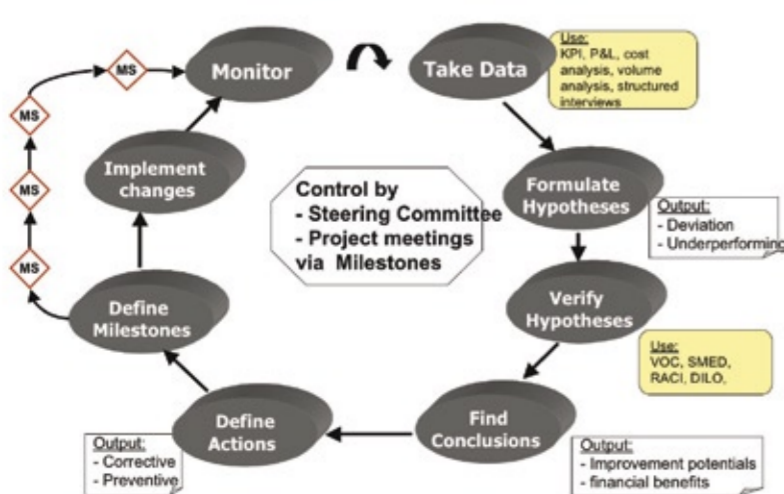 Monitor
Take Data
Use:
KPI, P&L, cost
analysis, volume
analysis, structured
interviews
Formulate
Hypotheses
Output:
- Deviation
- Underperforming
Verify
Hypotheses
Use:
VOC, SMED,
RACI, DILO,
Find
Conclusions
Output:
- Improvement potentials
- financial benefits
Define
Actions
Output:
- Corrective
- Preventive
Define
Milestones
Implement
changes
MS
MS
MS
MS
Control by
- Steering Committee
- Project meetings
via Milestones